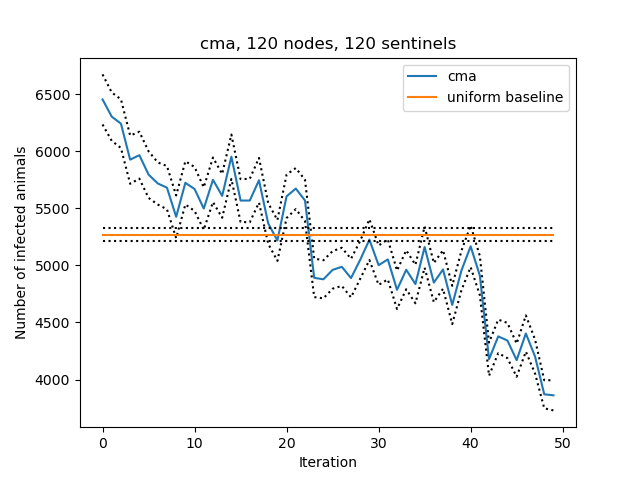 cma, 120 nodes, 120 sentinels
cma
uniform baseline
Number of infected animals
6500
6000
5500
5000
4500
4000
0 10 20 30 40 50
Iteration